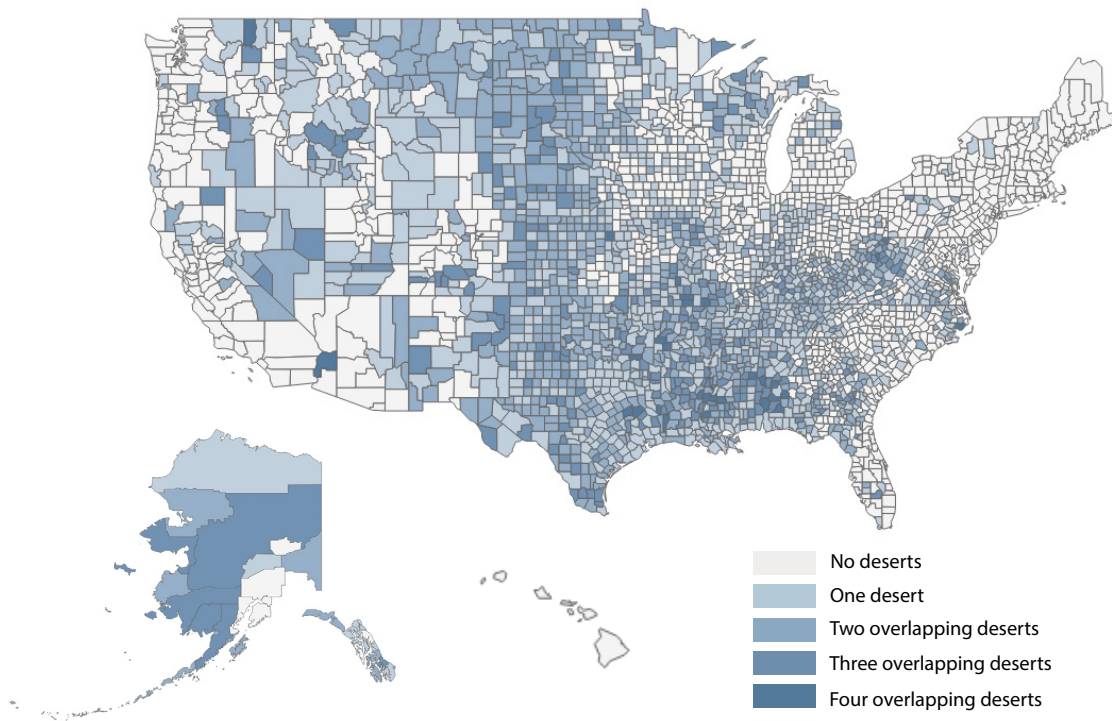 No deserts
One desert
Two overlapping deserts
Three overlapping deserts
Four overlapping deserts